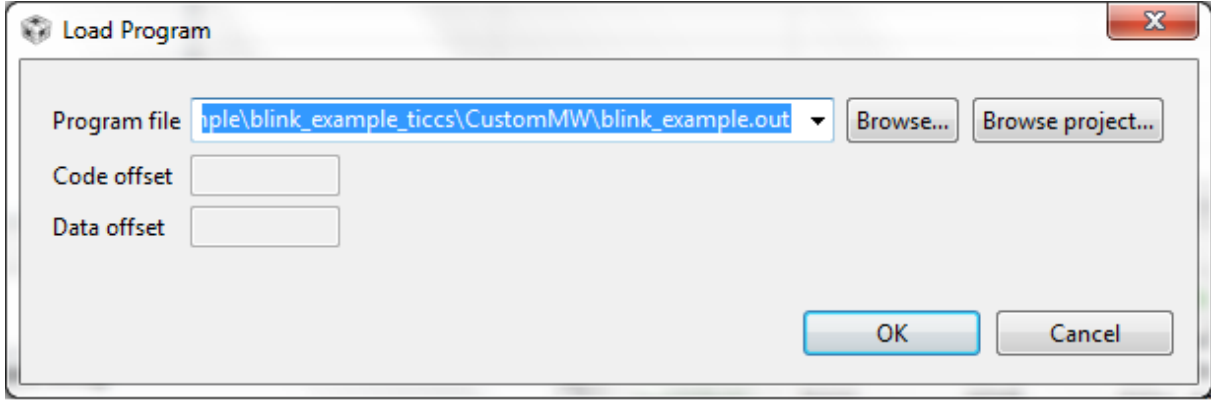 Load Program
Program file nple\blink_example_ticcs\CustomMW\blink_example.out Browse... Browse project...
Code offset
Data offset
OK Cancel